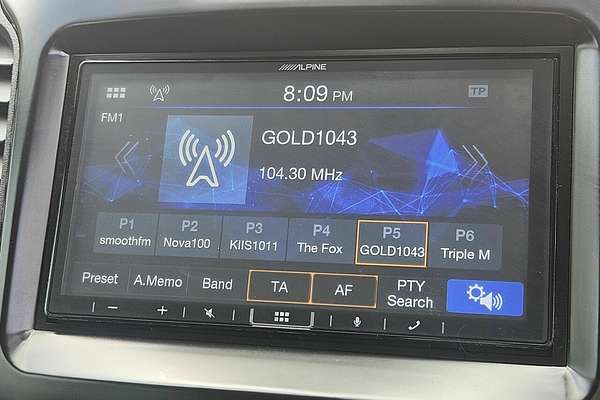 ALPINE
8:09 PM
TP
FM1
GOLD1043
104.30 MHz
P1 P2 P3 P4 P5 P6
smoothfm Nova100 KIIS1011 The Fox GOLD1043 Triple M
Preset A.Memo Band TA AF PTY Search